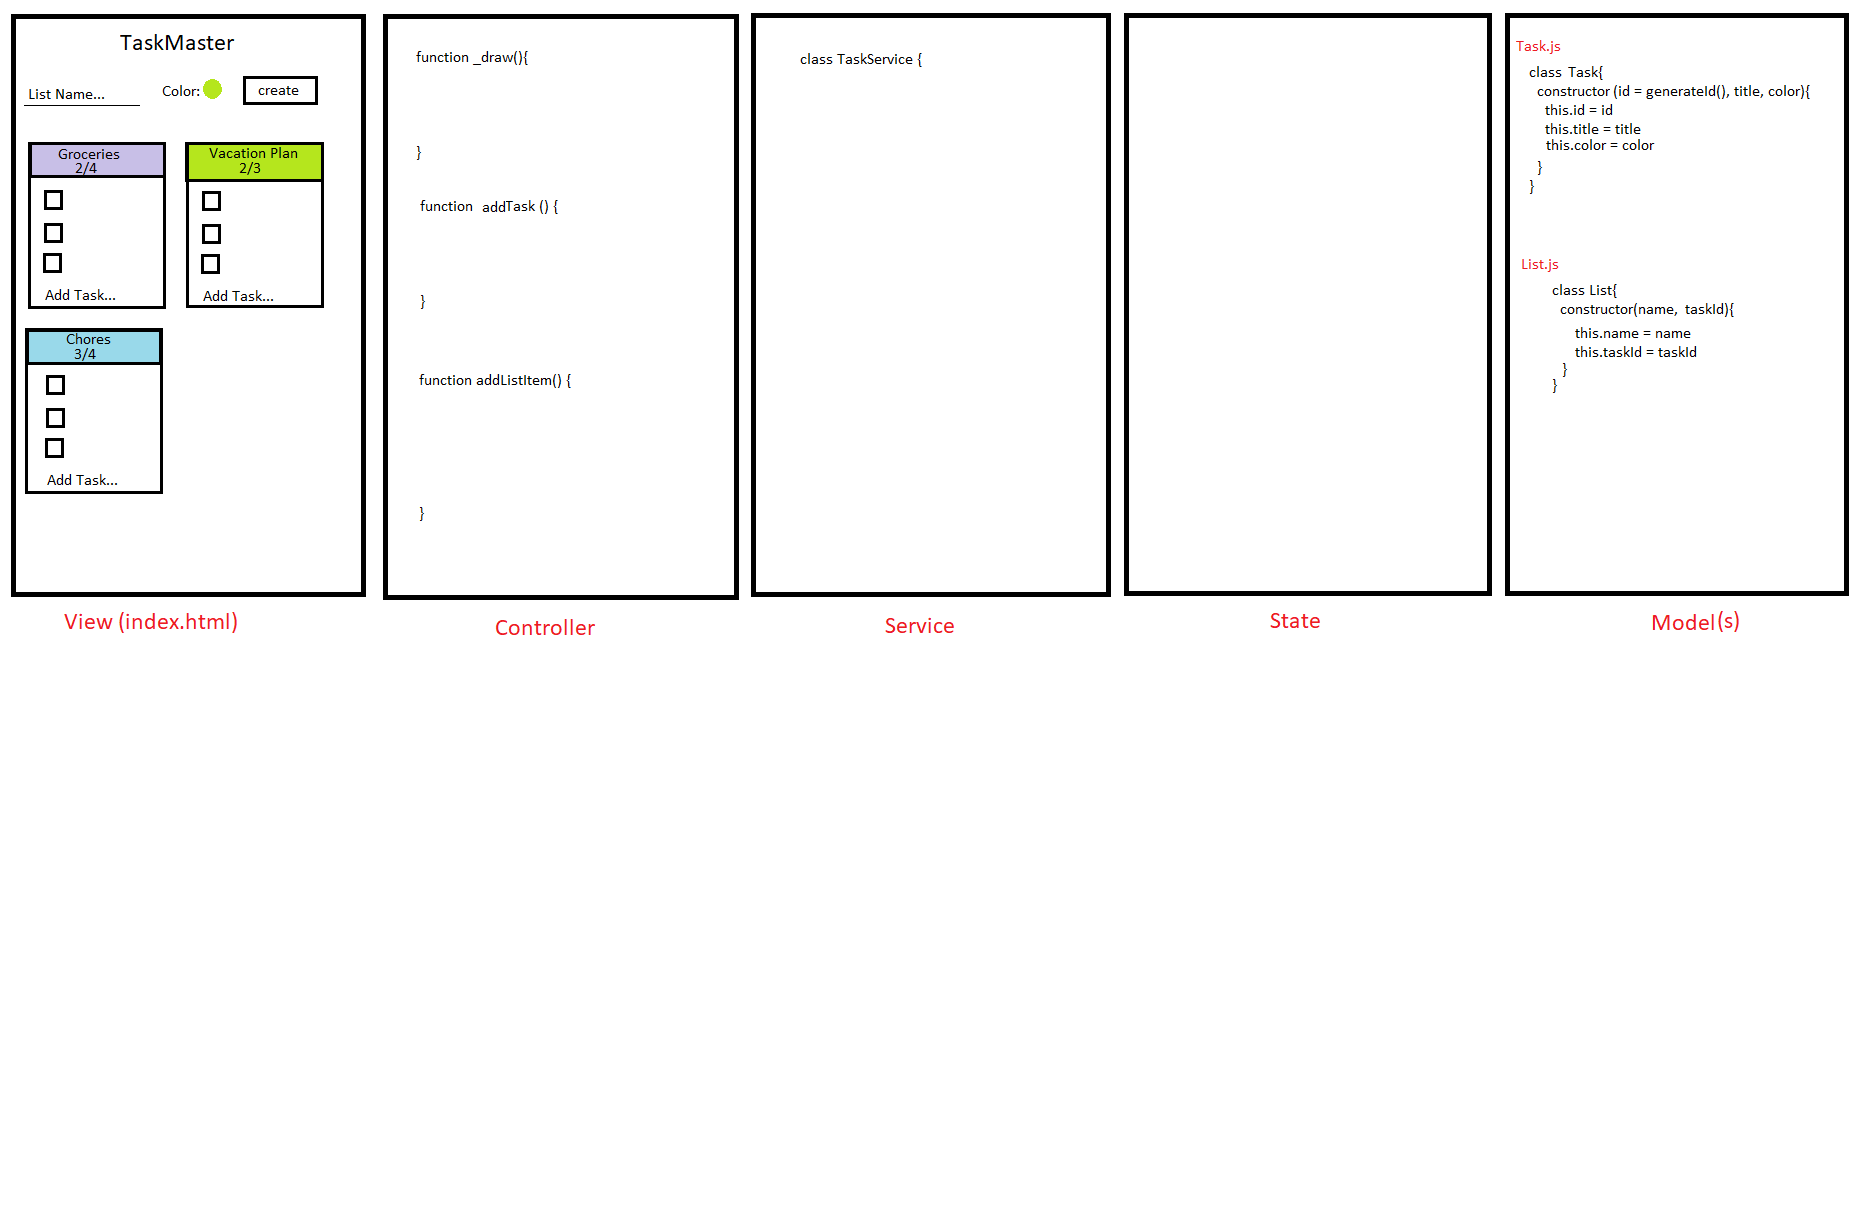 TaskMaster
List Name...
Color:
create
Groceries
2/4
Add Task...
Vacation Plan
2/3
Add Task...
Chores
3/4
Add Task...
View (index.html)
function _draw(){
}
function addTask () {
}
function addListItem() {
}
Controller
class TaskService {
Service
State
Task.js
class Task{
constructor (id = generateId(), title, color){
this.id = id
this.title = title
this.color = color
}
}
List.js
class List{
constructor(name, taskId){
this.name = name
this.taskId = taskId
}
}
Model(s)